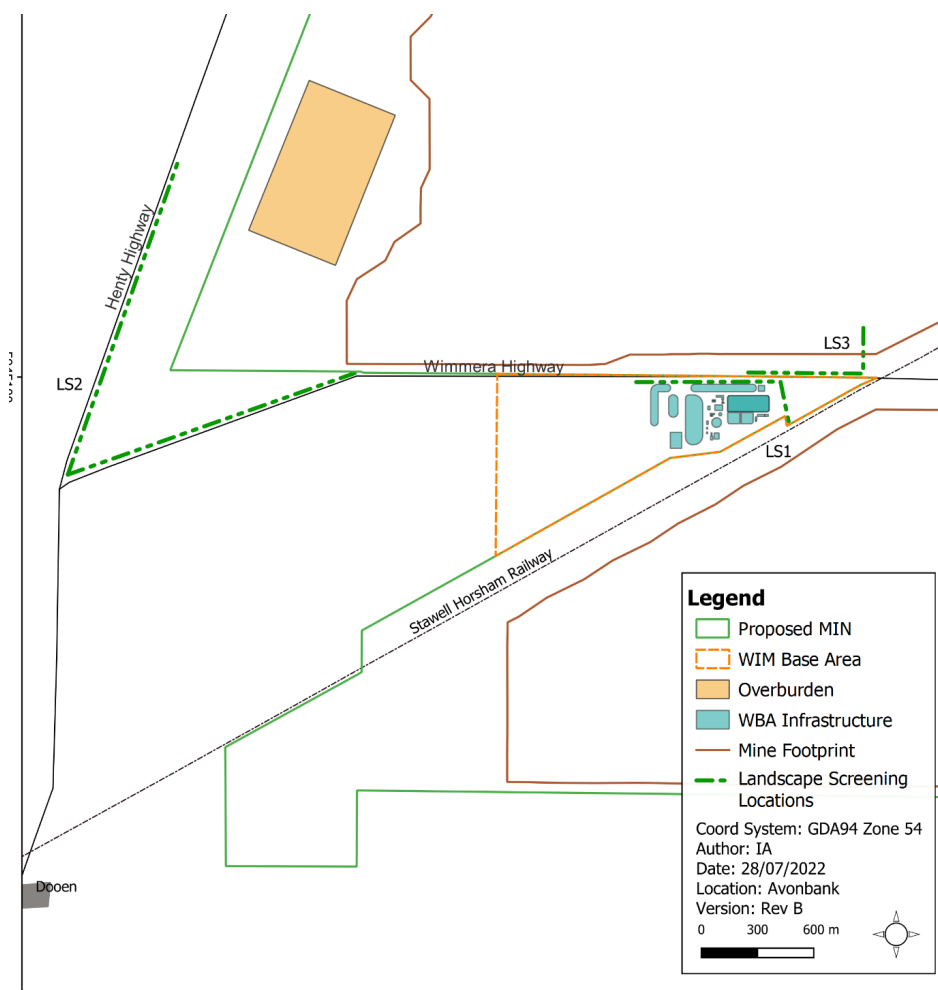 Henty Highway
LS3
Wimmera Highway
LS2
LS1
Stawell Horsham Railway
Dooen
Legend
Proposed MIN
WIM Base Area
Overburden
WBA Infrastructure
Mine Footprint
Landscape Screening
Locations
Coord System: GDA94 Zone 54
Author: IA
Date: 28/07/2022
Location: Avonbank
Version: Rev B
0 300 600 m